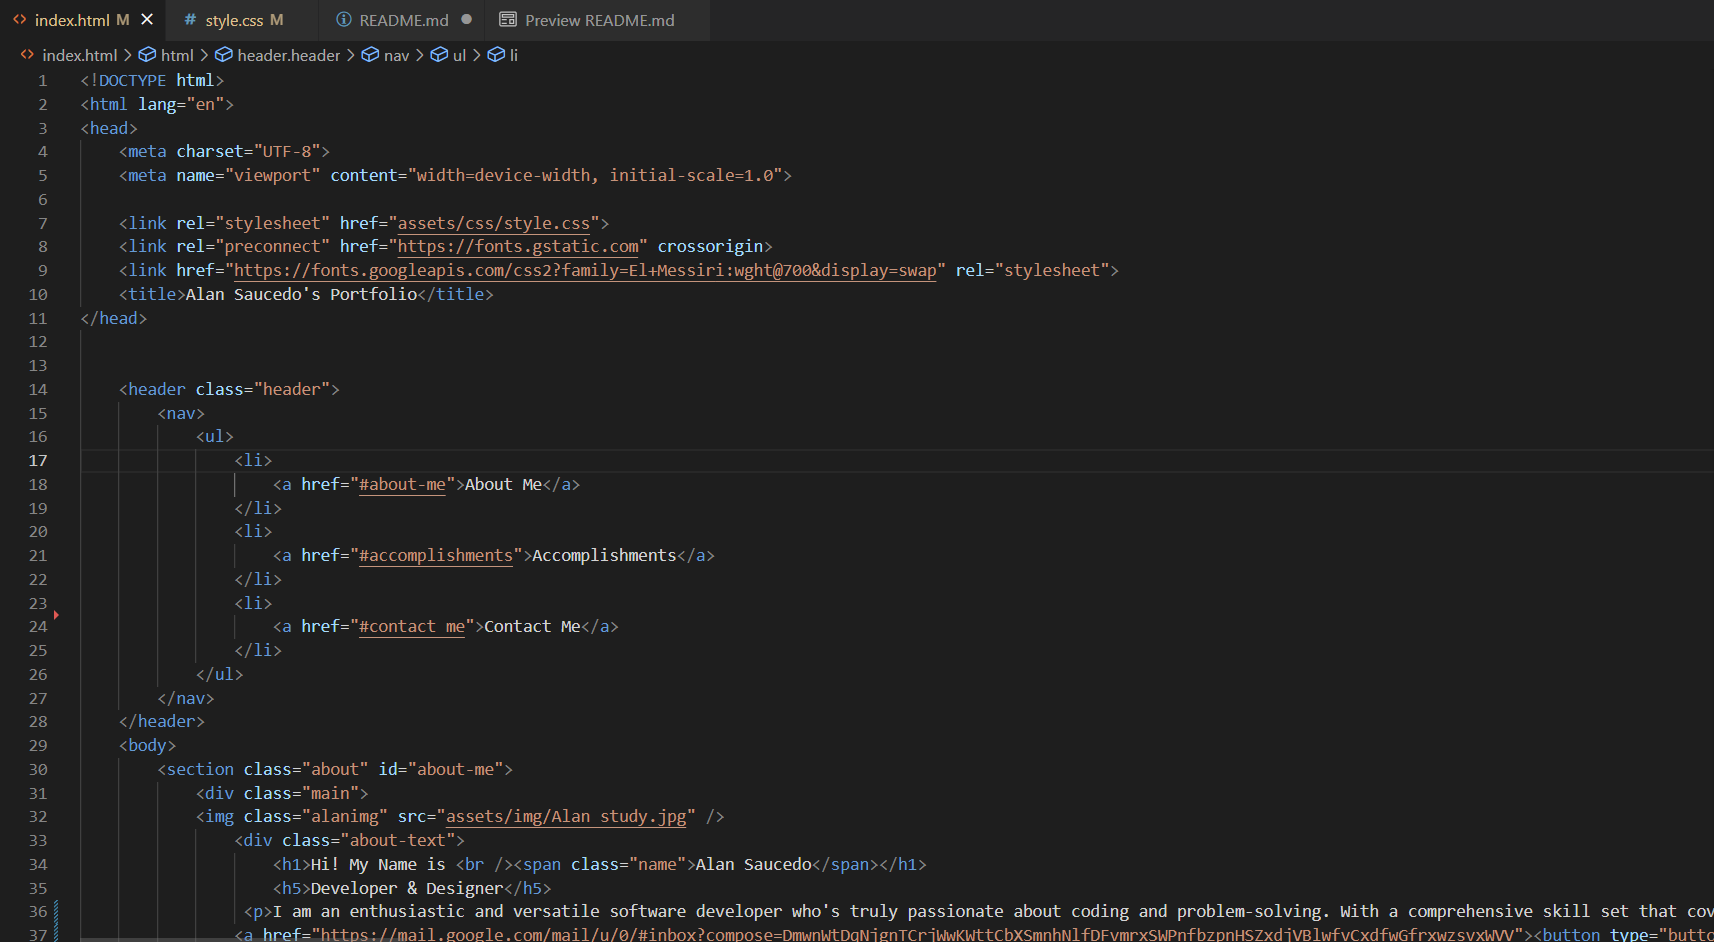 index.html M
style.css M
README.md
Preview README.md
index.html > html > header.header > nav > ul > li
1 <!DOCTYPE html>
2 <html lang="en">
3 <head>
4 <meta charset="UTF-8">
5 <meta name="viewport" content="width=device-width, initial-scale=1.0">
6
7 <link rel="stylesheet" href="assets/css/style.css">
8 <link rel="preconnect" href="https://fonts.gstatic.com" crossorigin>
9 <link href="https://fonts.googleapis.com/css2?family=El+Messiri:wght@700&display=swap" rel="stylesheet">
10 <title>Alan Saucedo's Portfolio</title>
11 </head>
12
13
14 <header class="header">
15 <nav>
16 <ul>
17 <li>
18 <a href="#about-me">About Me</a>
19 </li>
20 <li>
21 <a href="#accomplishments">Accomplishments</a>
22 </li>
23 <li>
24 <a href="#contact me">Contact Me</a>
25 </li>
26 </ul>
27 </nav>
28 </header>
29 <body>
30 <section class="about" id="about-me">
31 <div class="main">
32 <img class="alanimg" src="assets/img/Alan study.jpg" />
33 <div class="about-text">
34 <h1>Hi! My Name is <br /><span class="name">Alan Saucedo</span></h1>
35 <h5>Developer & Designer</h5>
36 <p>I am an enthusiastic and versatile software developer who's truly passionate about coding and problem-solving. With a comprehensive skill set that cov
37 <a href="https://mail.google.com/mail/u/0/#inbox?compose=<button type="butto